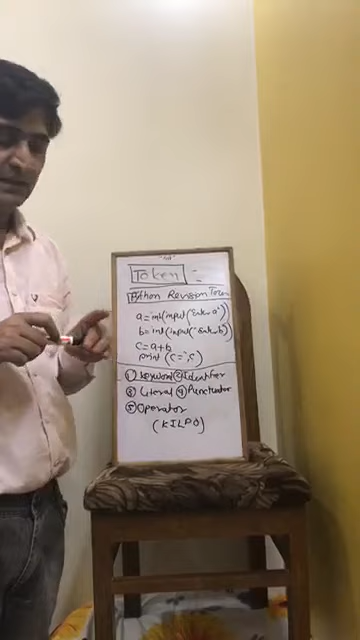 Token :-
Python Revision Tour
a=int(input("Enter a"))
b=int(input("Enter b"))
c=a+b
print(c=",c)
① Keyword ② Identifier
③ Literal ④ Punctuator
⑤ Operator
(KILPO)